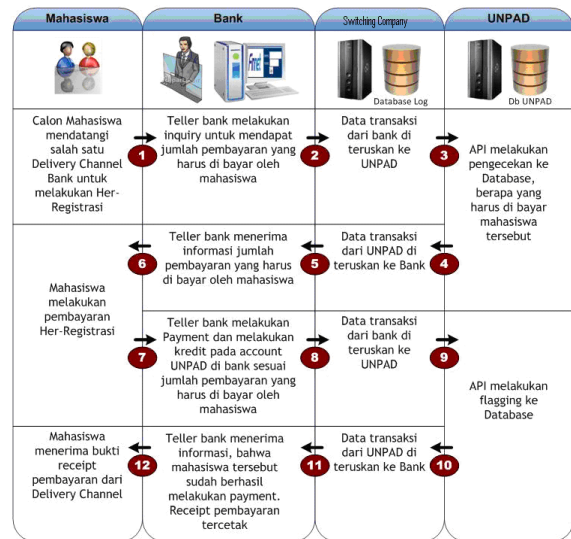 Mahasiswa
Bank
Switching Company
UNPAD
Database Log
Db UNPAD
Calon Mahasiswa
mendatangi
salah satu
Delivery Channel
Bank untuk
melakukan Her-
Registrasi
1
Teller bank melakukan
inquiry untuk mendapat
jumlah pembayaran yang
harus di bayar oleh
mahasiswa
2
Data transaksi
dari bank di
teruskan ke
UNPAD
3
API melakukan
pengecekan ke
Database,
berapa yang
harus di bayar
mahasiswa
tersebut
4
Data transaksi
dari UNPAD di
teruskan ke Bank
5
Teller bank menerima
informasi jumlah
pembayaran yang harus
di bayar oleh mahasiswa
6
Mahasiswa
melakukan
pembayaran
Her-Registrasi
7
Teller bank melakukan
Payment dan melakukan
kredit pada account
UNPAD di bank sesuai
jumlah pembayaran yang
harus di bayar oleh
mahasiswa
8
Data transaksi
dari bank di
teruskan ke
UNPAD
9
API melakukan
flagging ke
Database
10
Data transaksi
dari UNPAD di
teruskan ke Bank
11
Teller bank menerima
informasi, bahwa
mahasiswa tersebut
sudah berhasil
melakukan payment.
Receipt pembayaran
tercetak
12
Mahasiswa
menerima bukti
receipt
pembayaran dari
Delivery Channel